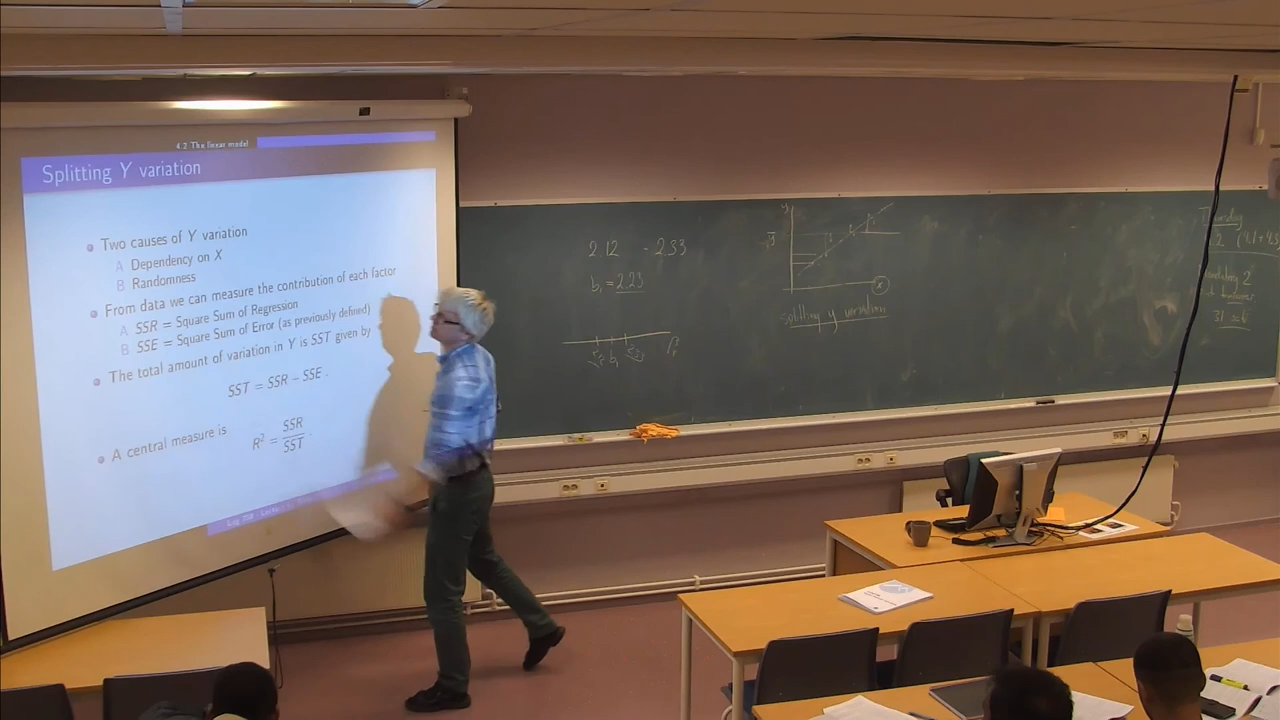 4.2 The linear model
Splitting Y variation
Two causes of Y variation
A Dependency on X
B Randomness
From data we can measure the contribution of each factor
A SSR = Square Sum of Regression
B SSE = Square Sum of Error (as previously defined)
The total amount of variation in Y is SST given by
SST = SSR − SSE .
A central measure is
R² = SSR / SST .
2.12 - 2.33
b₁ = 2.23
b₁
β₁
y
ȳ
x
splitting y variation
Thursday
31 oct